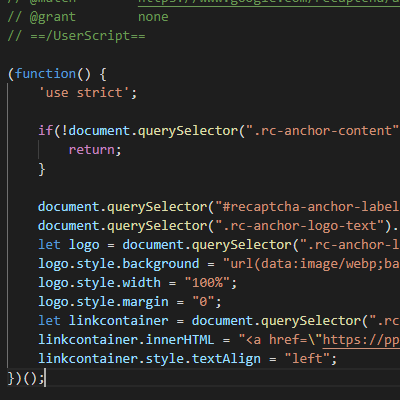 // @match        https://www.google.com/recaptcha/a
// @grant        none
// ==/UserScript==
(function() {
    'use strict';
    if(!document.querySelector(".rc-anchor-content"
        return;
    }
    document.querySelector("#recaptcha-anchor-label
    document.querySelector(".rc-anchor-logo-text").
    let logo = document.querySelector(".rc-anchor-l
    logo.style.background = "url(data:image/webp;ba
    logo.style.width = "100%";
    logo.style.margin = "0";
    let linkcontainer = document.querySelector(".rc
    linkcontainer.innerHTML = "<a href=\"https://pp
    linkcontainer.style.textAlign = "left";
})();